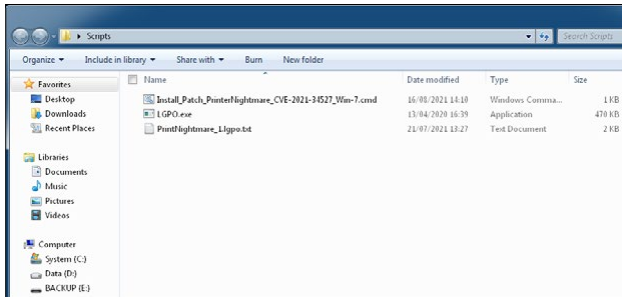 Scripts
Search Scripts
Organize
Include in library
Share with
Burn
New folder
Name
Date modified
Type
Size
Favorites
Desktop
Downloads
Recent Places
Libraries
Documents
Music
Pictures
Videos
Computer
System (C:)
Data (D:)
BACKUP (E:)
Install_Patch_PrinterNightmare_CVE-2021-34527_Win-7.cmd 16/08/2021 14:10 Windows Comma... 1 KB
LGPO.exe 13/04/2020 16:39 Application 470 KB
PrintNightmare_1.lgpo.txt 21/07/2021 13:27 Text Document 2 KB